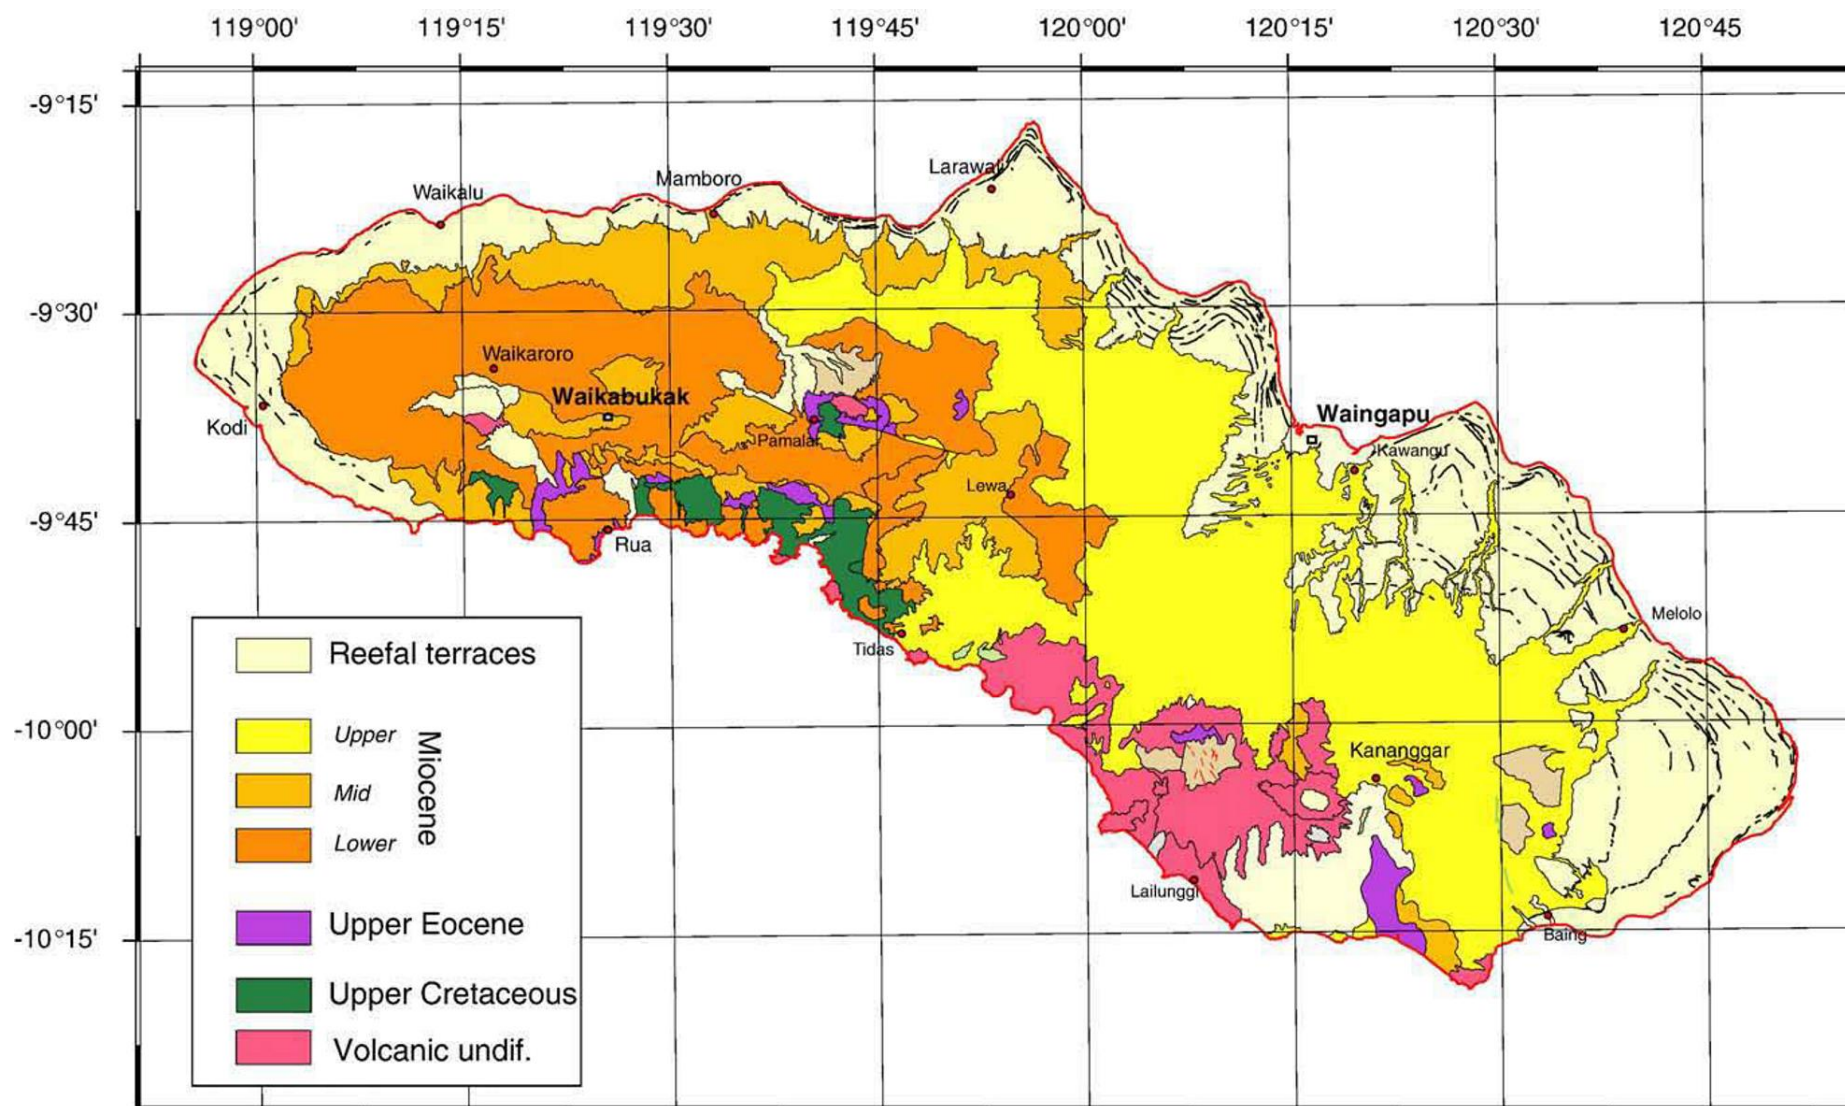 119°00' 119°15' 119°30' 119°45' 120°00' 120°15' 120°30' 120°45'
-9°15'
Larawali
Mamboro
Waikalu
-9°30'
Waikaroro
Waikabukak
Waingapu
Kodi
Pamalar
Kawangu
Lewa
-9°45'
Rua
Melolo
Tidas
-10°00'
Kananggar
Lailunggi
Baing
-10°15'
Reefal terraces
Upper
Mid
Lower
Miocene
Upper Eocene
Upper Cretaceous
Volcanic undif.